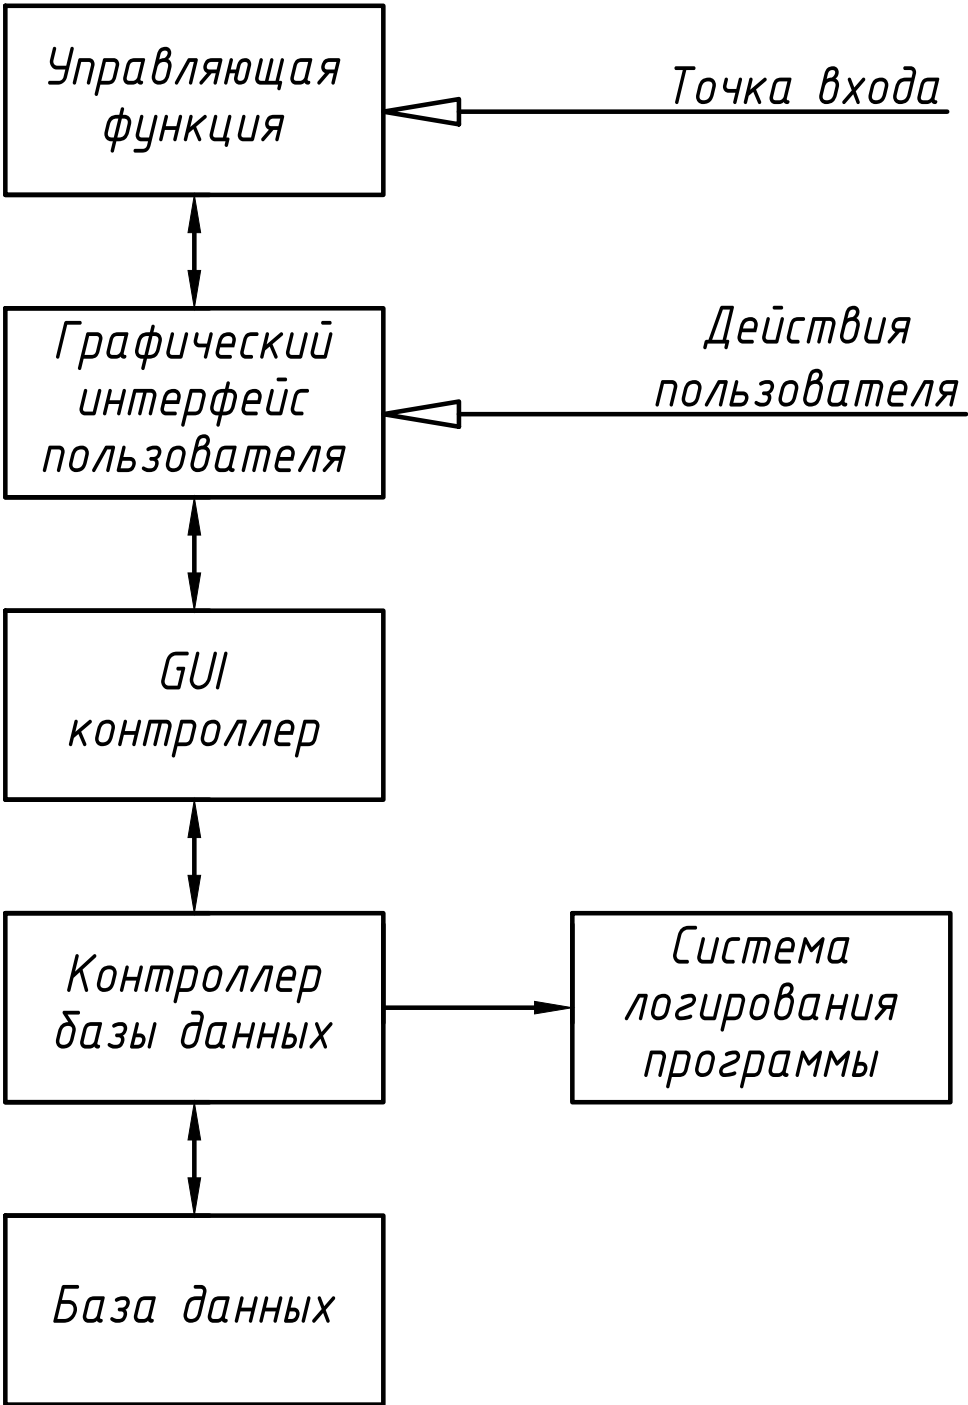 Управляющая
функция
Точка входа
Графический
интерфейс
пользователя
Действия
пользователя
GUI
контроллер
Контроллер
базы данных
Система
логирования
программы
База данных